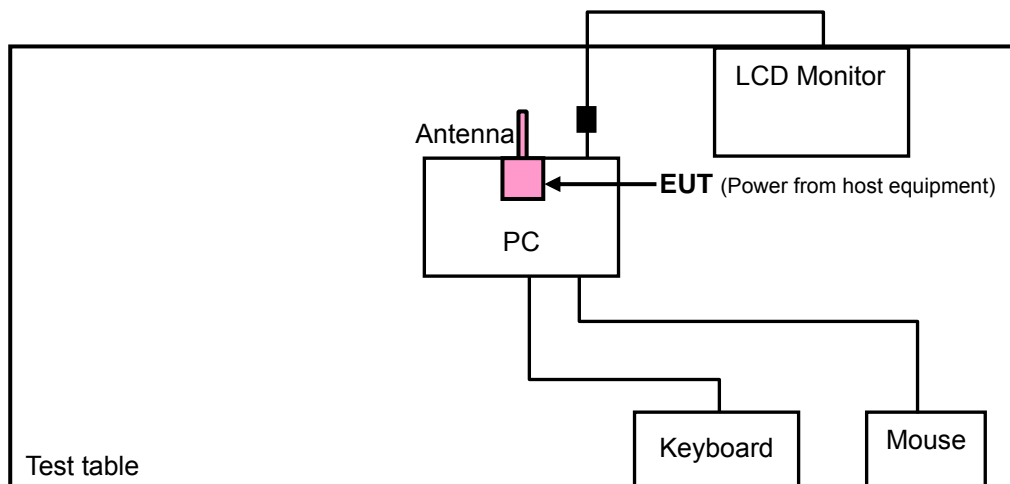 LCD Monitor
Antenna
EUT (Power from host equipment)
PC
Keyboard
Mouse
Test table